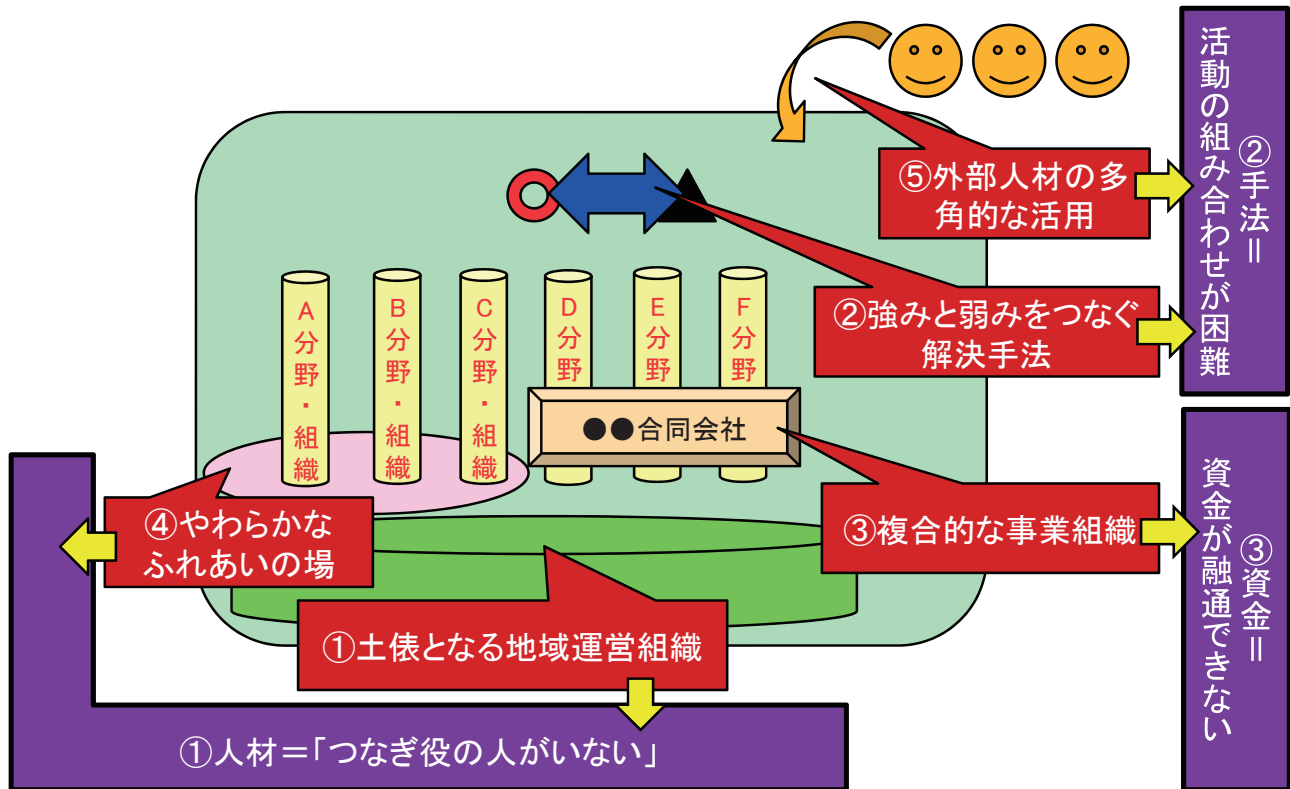 ⑤外部人材の多
角的な活用
②手法＝
活動の組み合わせが困難
②強みと弱みをつなぐ
解決手法
A分野・組織
B分野・組織
C分野・組織
D分野
E分野
F分野
●●合同会社
③複合的な事業組織
③資金＝
資金が融通できない
④やわらかな
ふれあいの場
①土俵となる地域運営組織
①人材＝「つなぎ役の人がいない」